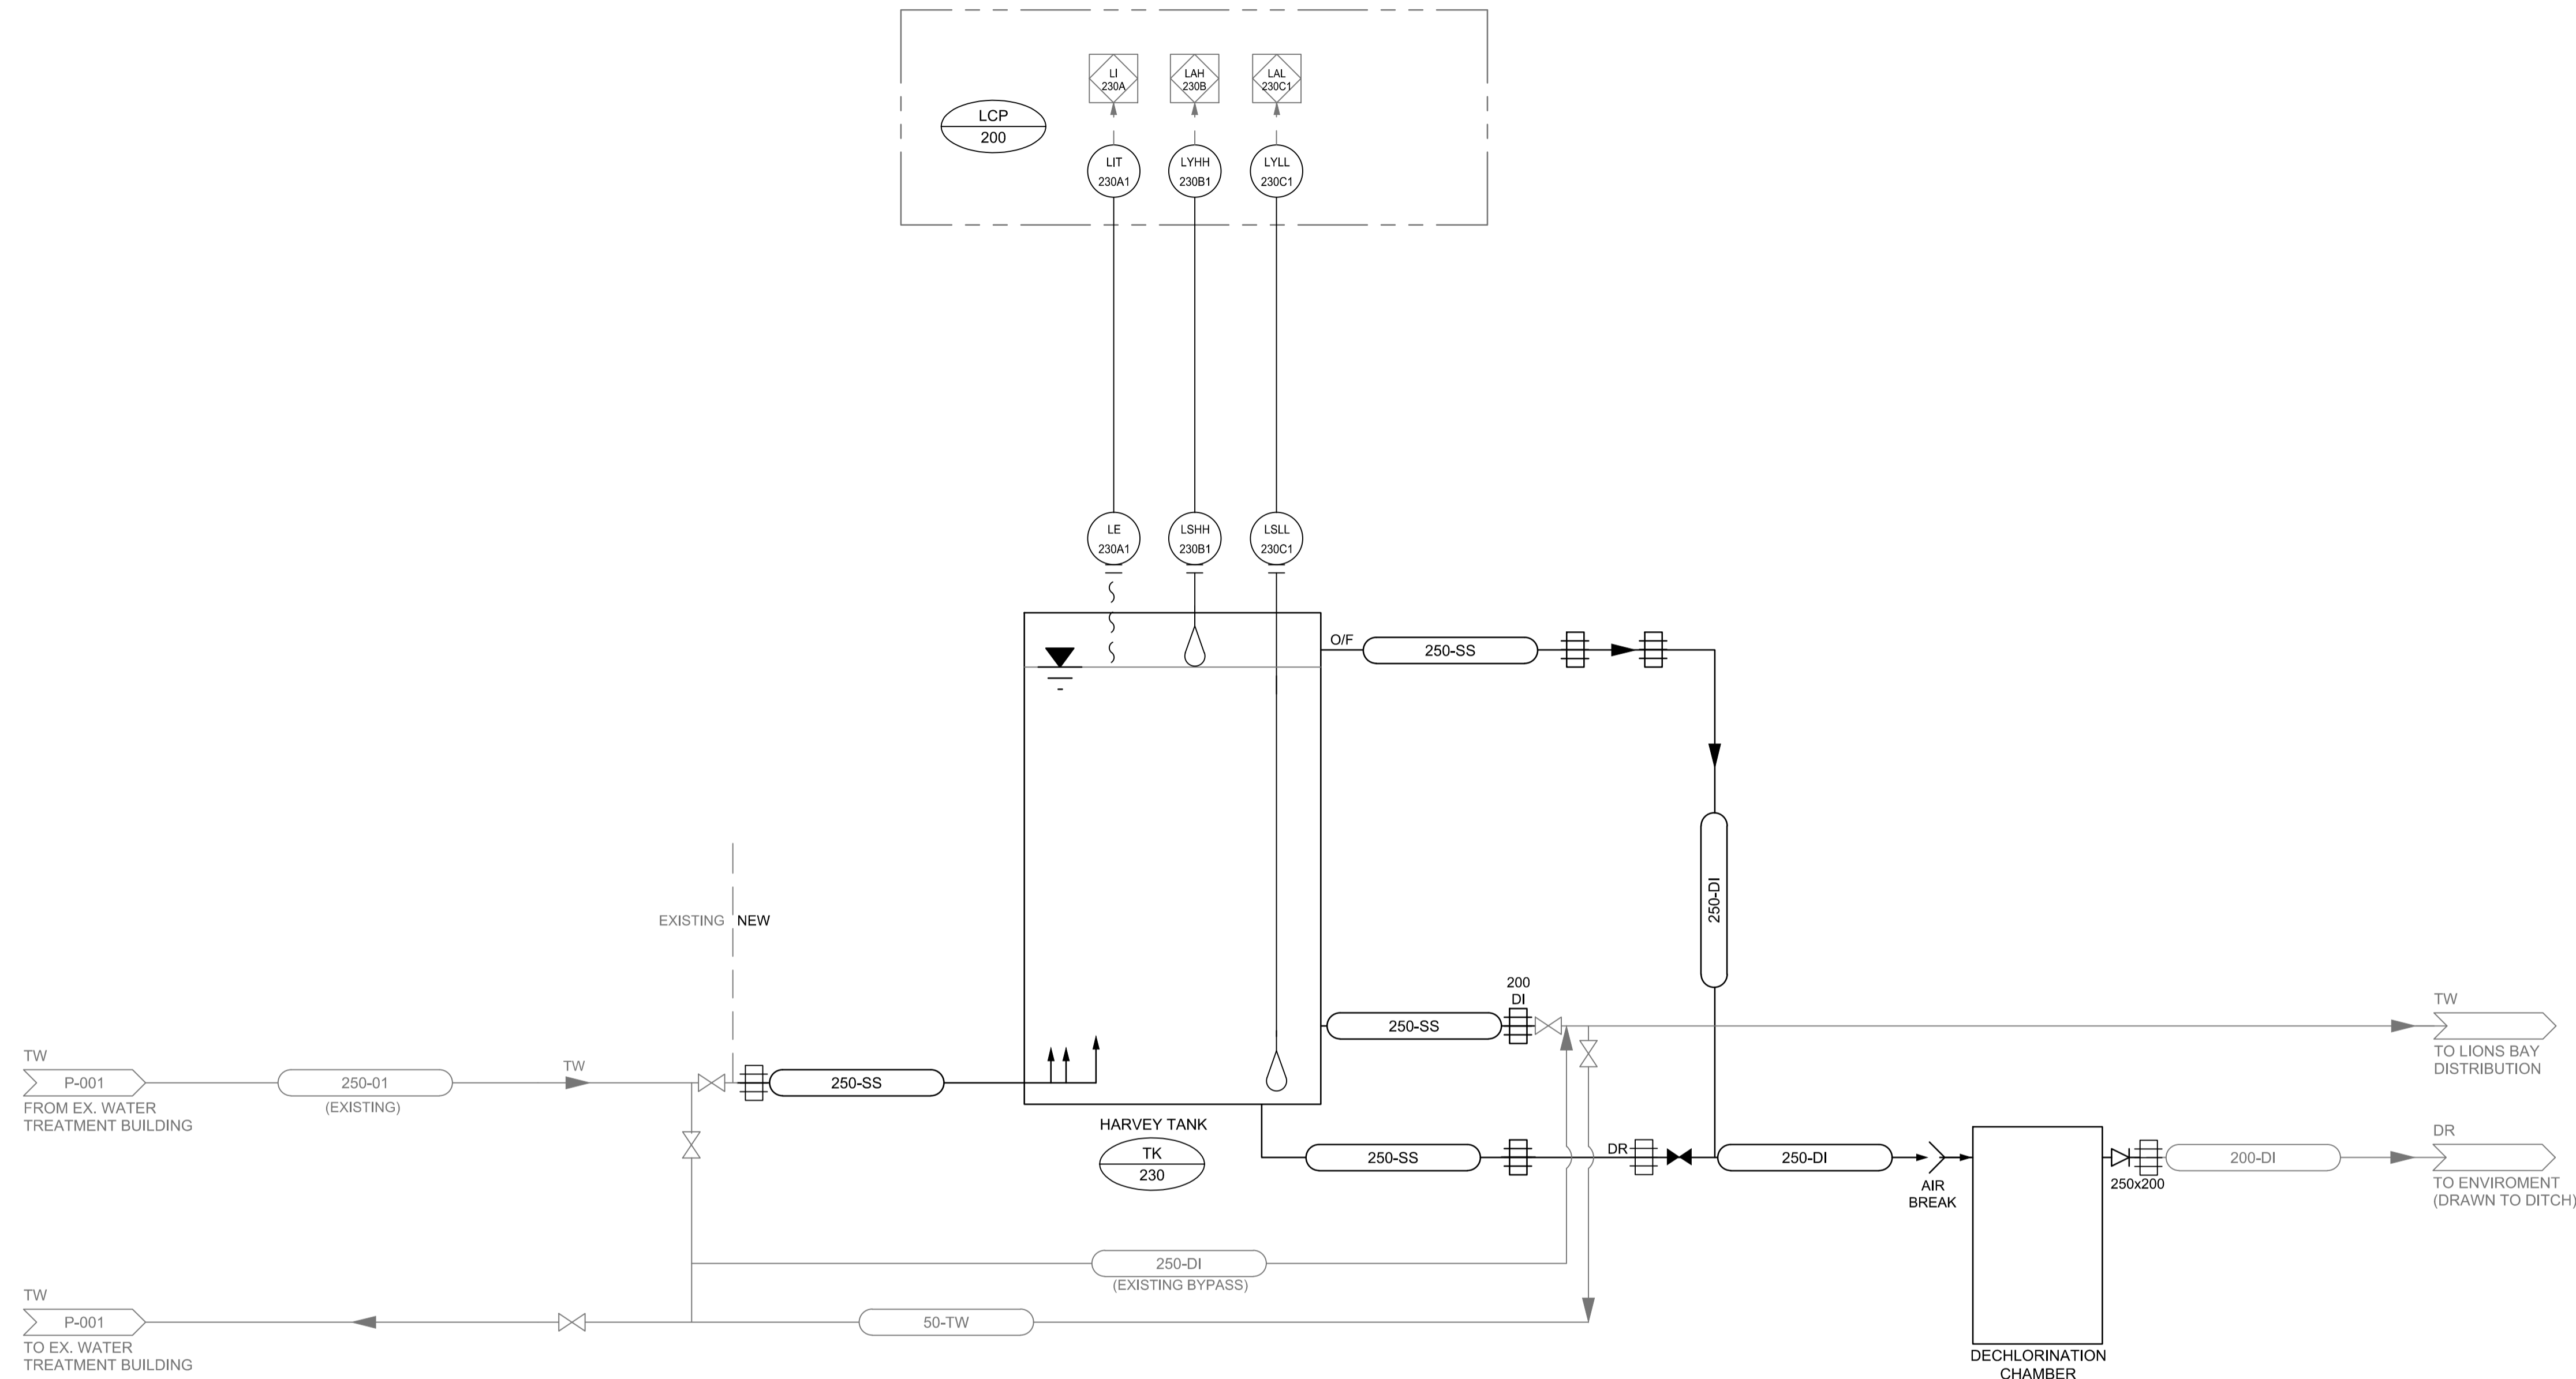 LI
230A
LAH
230B
LAL
230C1
LCP
200
LIT
230A1
LYHH
230B1
LYLL
230C1
LE
230A1
LSHH
230B1
LSLL
230C1
O/F
250-SS
250-DI
EXISTING
NEW
200
DI
250-SS
TW
TO LIONS BAY
DISTRIBUTION
TW
P-001
FROM EX. WATER
TREATMENT BUILDING
250-01
(EXISTING)
TW
250-SS
HARVEY TANK
TK
230
250-SS
DR
250-DI
AIR
BREAK
250x200
200-DI
DR
TO ENVIROMENT
(DRAWN TO DITCH)
250-DI
(EXISTING BYPASS)
TW
P-001
TO EX. WATER
TREATMENT BUILDING
50-TW
DECHLORINATION
CHAMBER